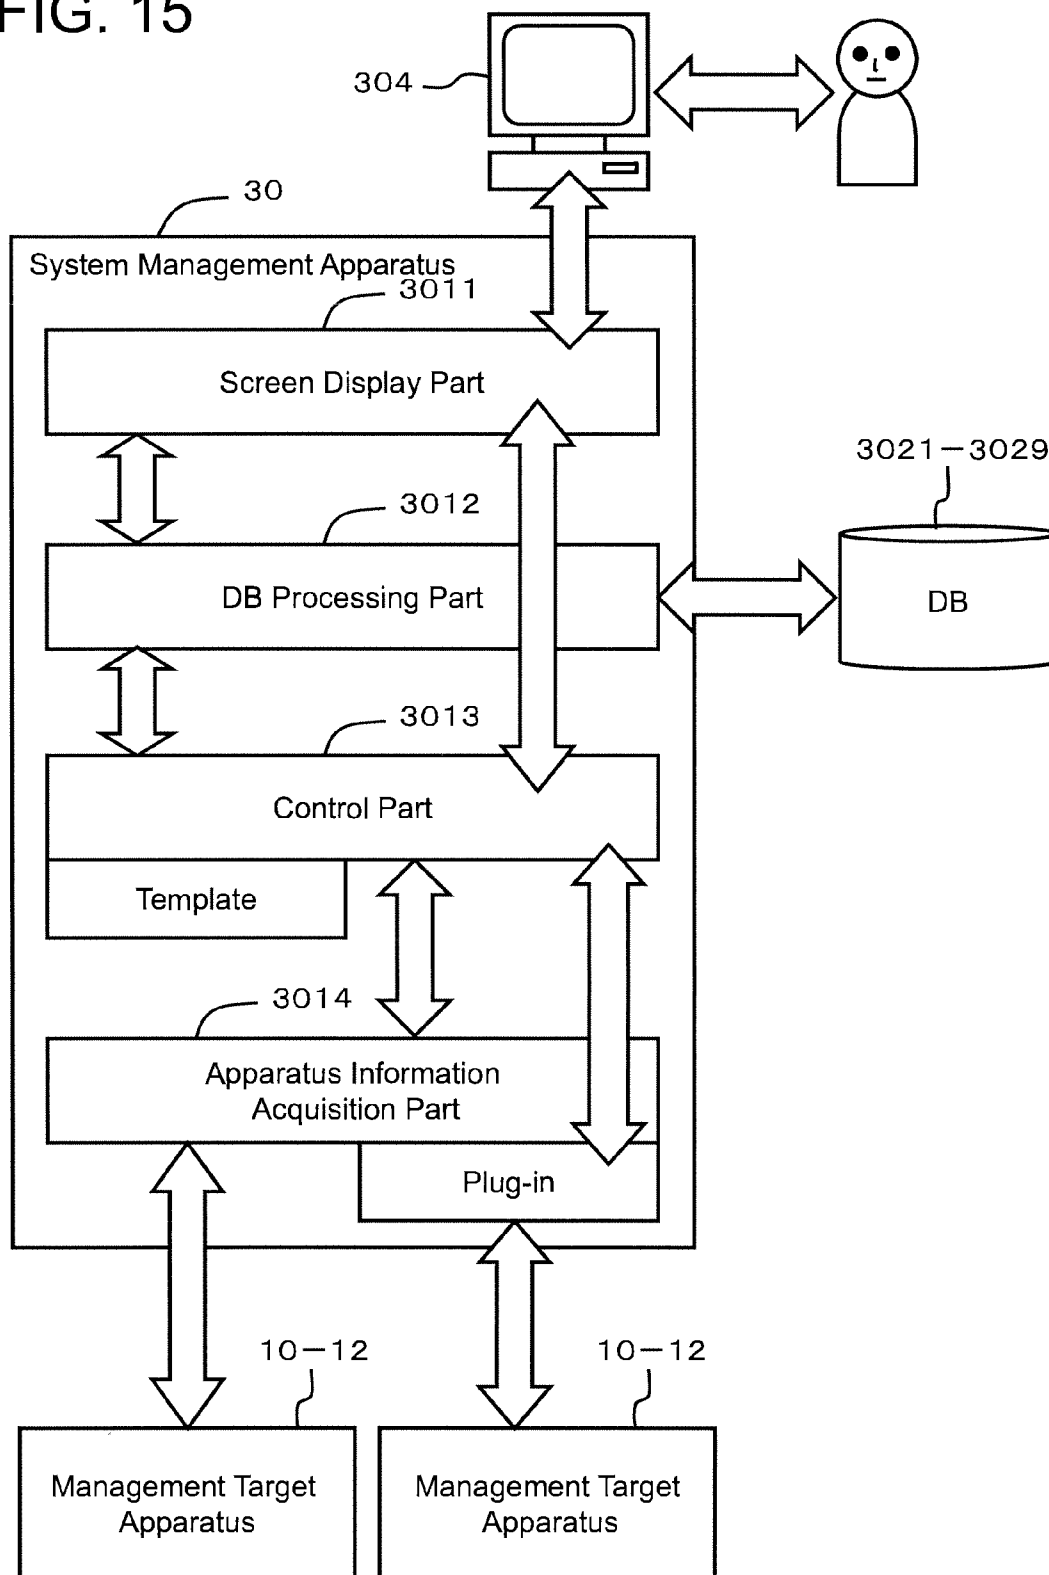 FIG. 15
304
30
System Management Apparatus
3011
Screen Display Part
3021-3029
3012
DB Processing Part
DB
3013
Control Part
Template
3014
Apparatus Information
Acquisition Part
Plug-in
10-12
10-12
Management Target
Apparatus
Management Target
Apparatus